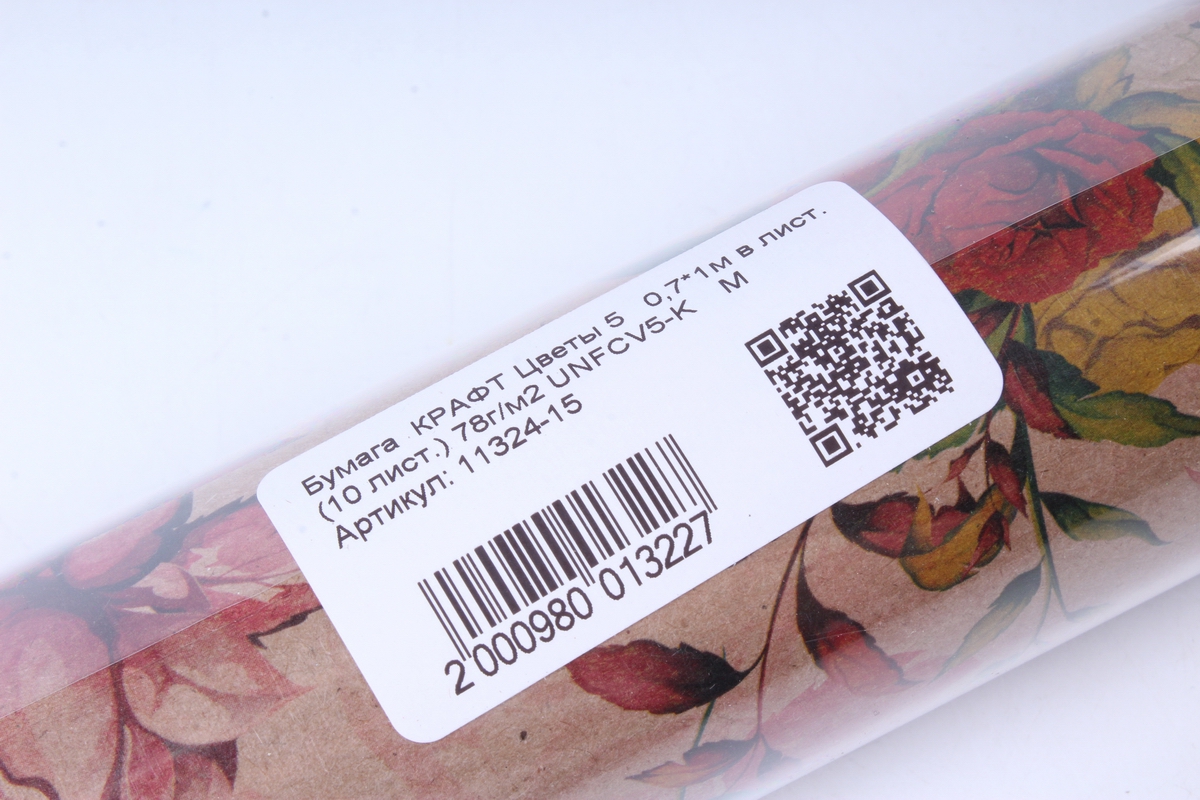 Бумага КРАФТ Цветы 5 0,7*1м в лист.
(10 лист.) 78г/м2 UNFCV5-K М
Артикул: 11324-15
2 000980 013227